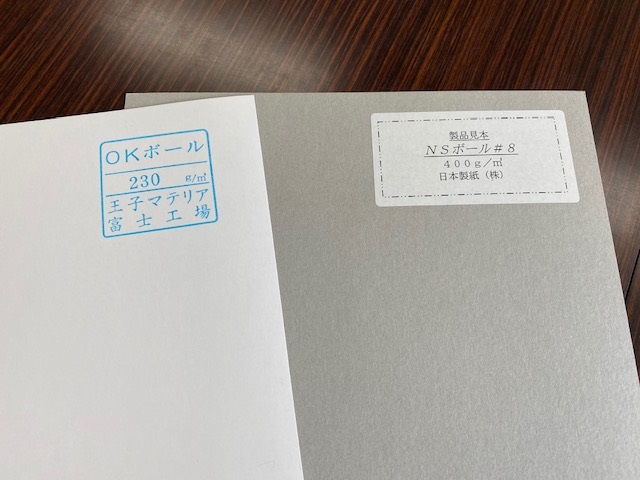 OKボール
230 g/㎡
王子マテリア
富士工場
製品見本
NSボール#8
400g/㎡
日本製紙(株)